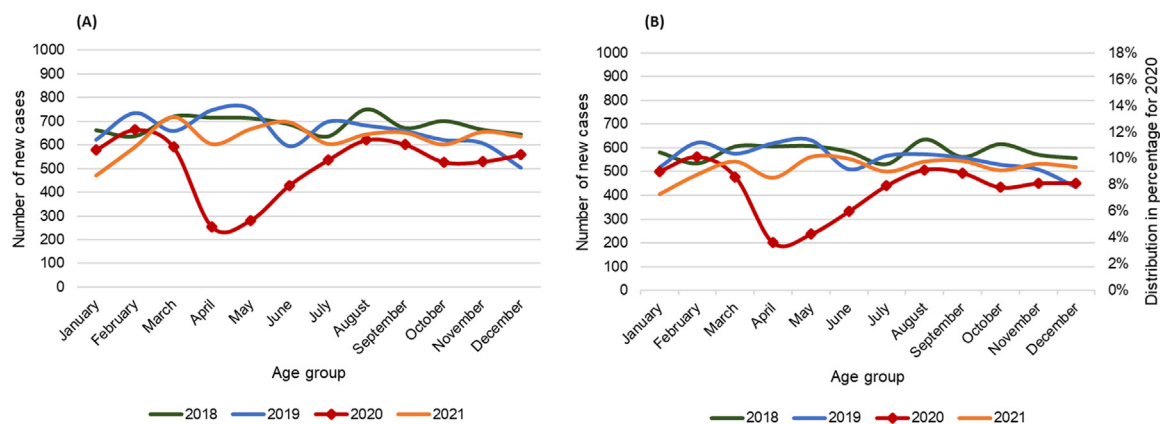 (A)
Number of new cases
1000
900
800
700
600
500
400
300
200
100
0
January
February
March
April
May
June
July
August
September
October
November
December
Age group
2018 2019 2020 2021
(B)
Number of new cases
1000
900
800
700
600
500
400
300
200
100
0
18%
16%
14%
12%
10%
8%
6%
4%
2%
0%
Distribution in percentage for 2020
January
February
March
April
May
June
July
August
September
October
November
December
Age group
2018 2019 2020 2021